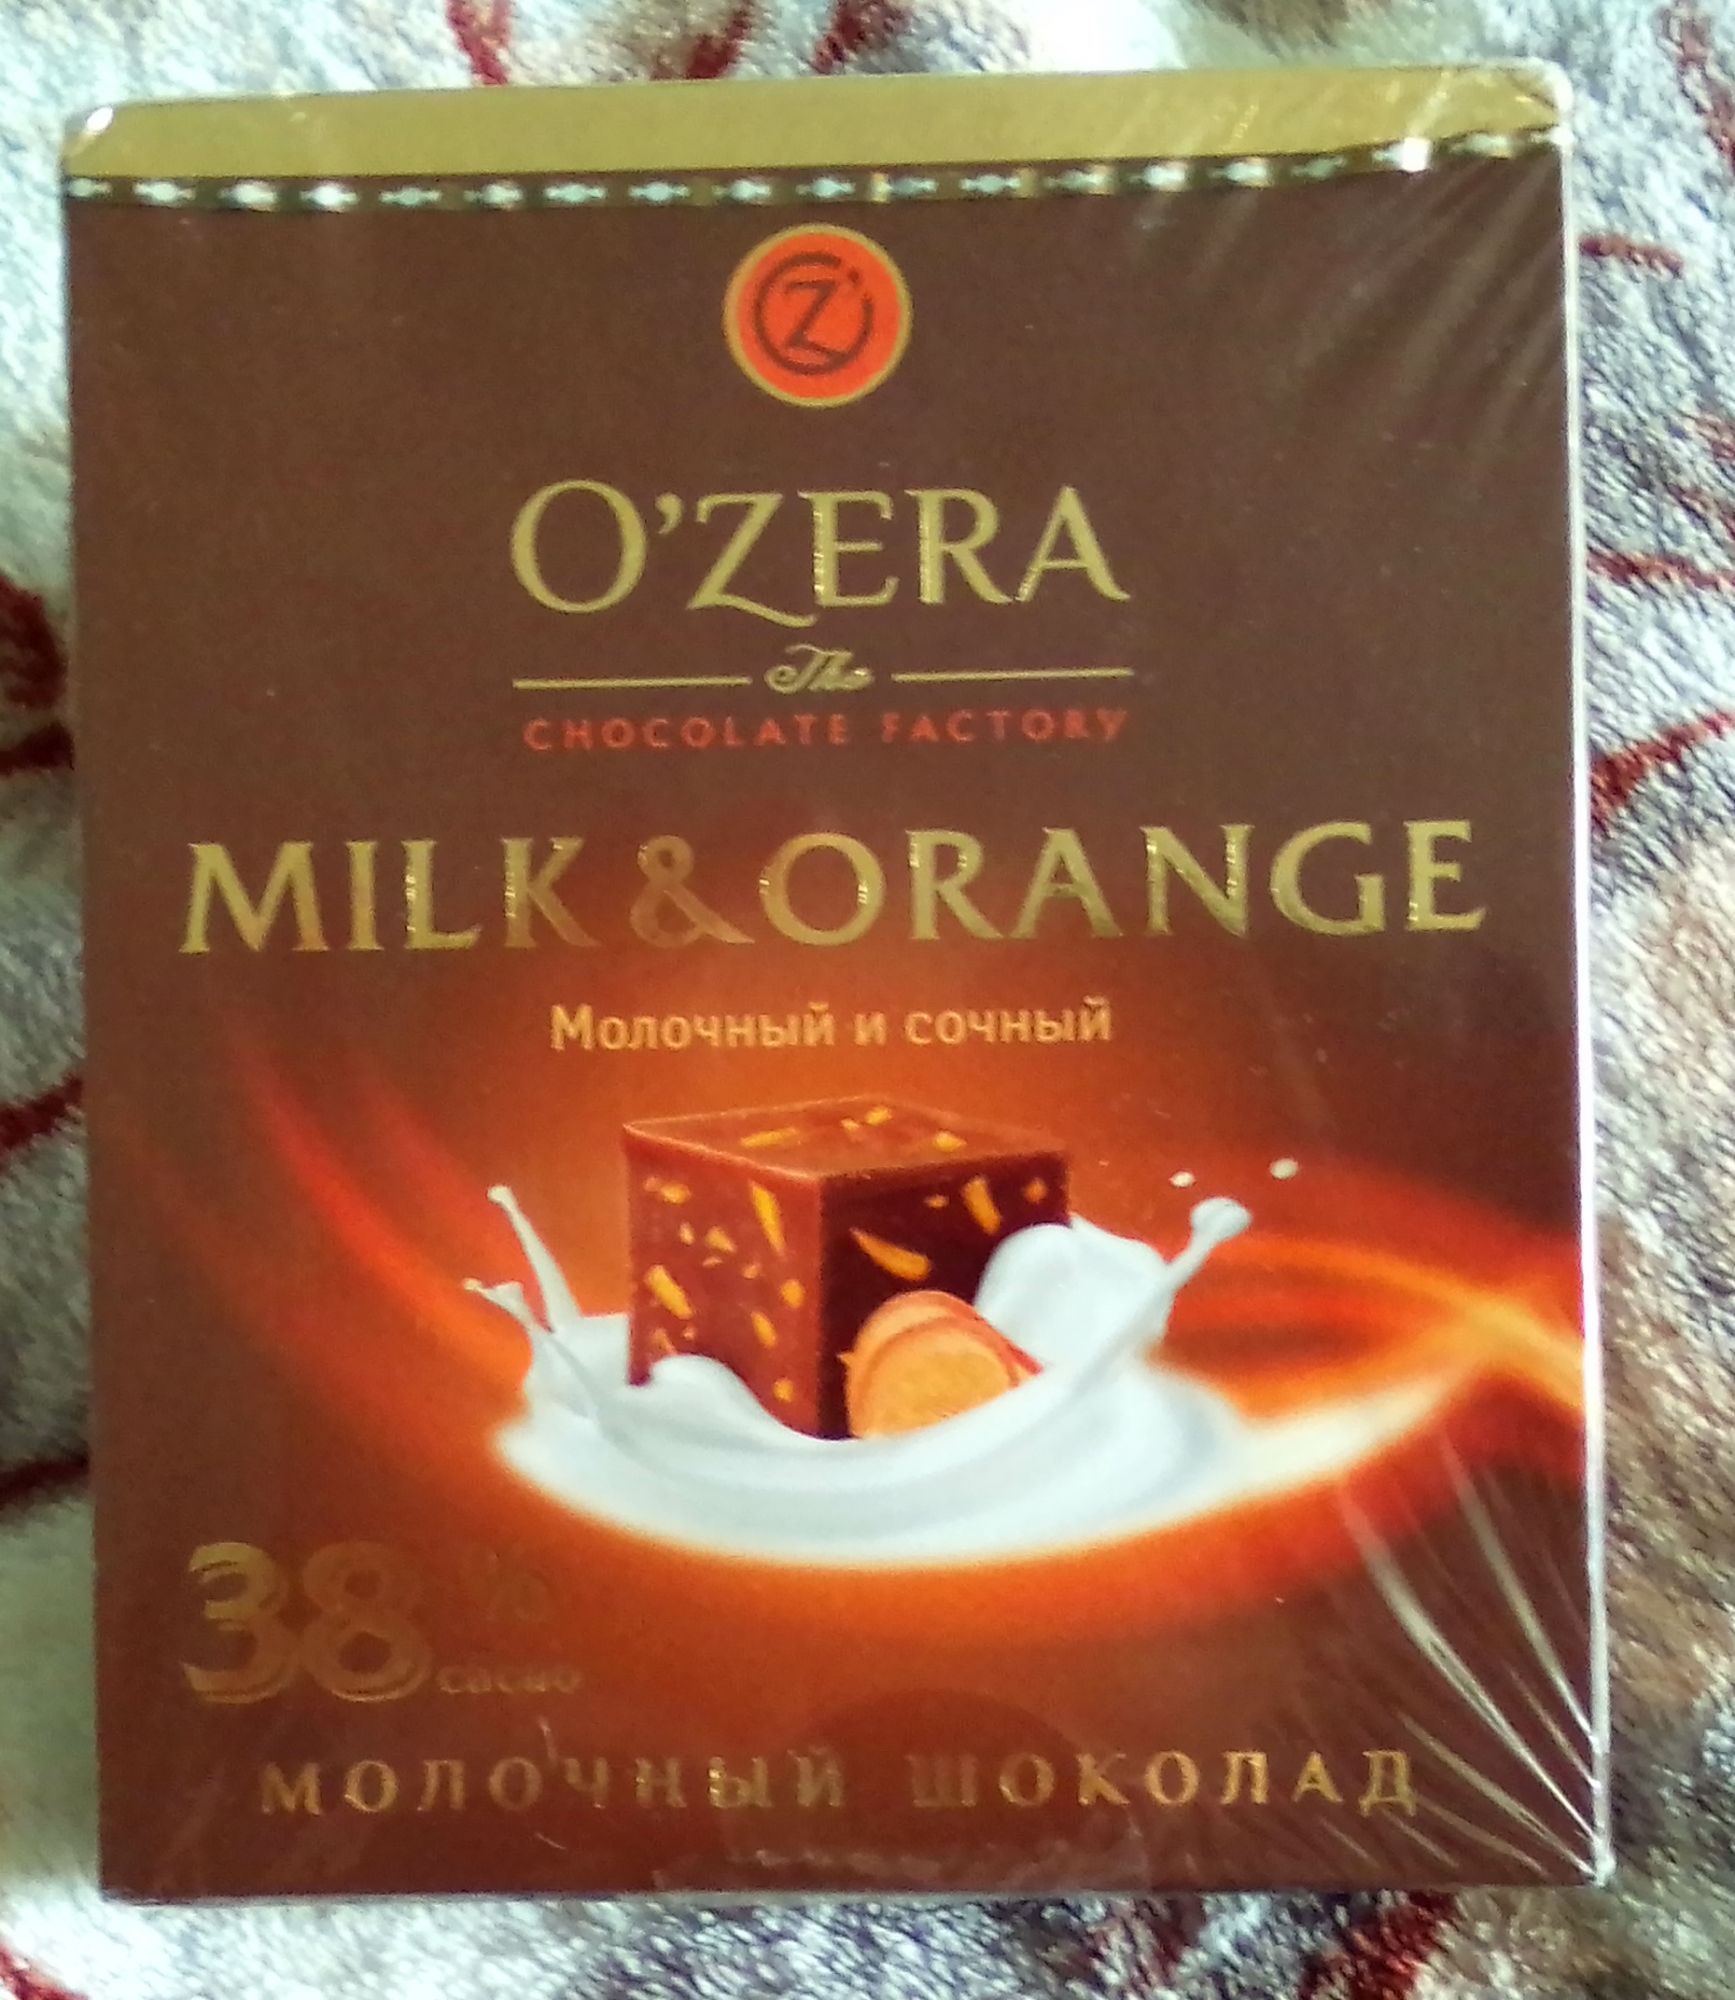 O'ZERA
The
CHOCOLATE FACTORY
MILK & ORANGE
Молочный и сочный
38%
cacao
МОЛОЧНЫЙ ШОКОЛАД